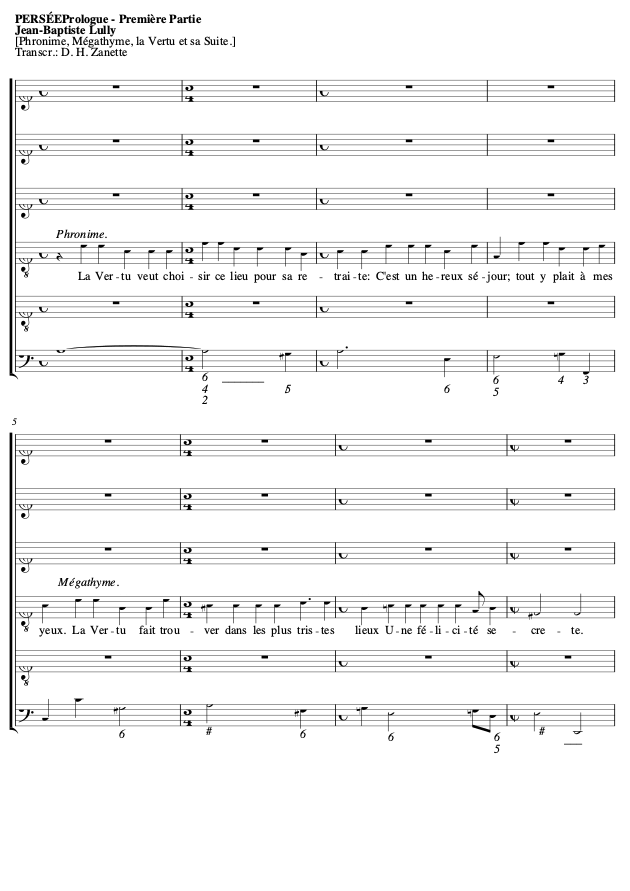 PERSÉEPrologue - Première Partie
Jean-Baptiste Lully
[Phronime, Mégathyme, la Vertu et sa Suite.]
Transcr.: D. H. Zanette
Phronime.
La Ver - tu veut choi - sir ce lieu pour sa re - trai - te: C'est un he - reux sé - jour; tout y plait à mes
6 6 6 4 3
4 5 5
2
5
Mégathyme.
yeux. La Ver - tu fait trou - ver dans les plus tris - tes lieux U - ne fé - li - ci - té se - cre - te.
6 # 6 6 6 #
5